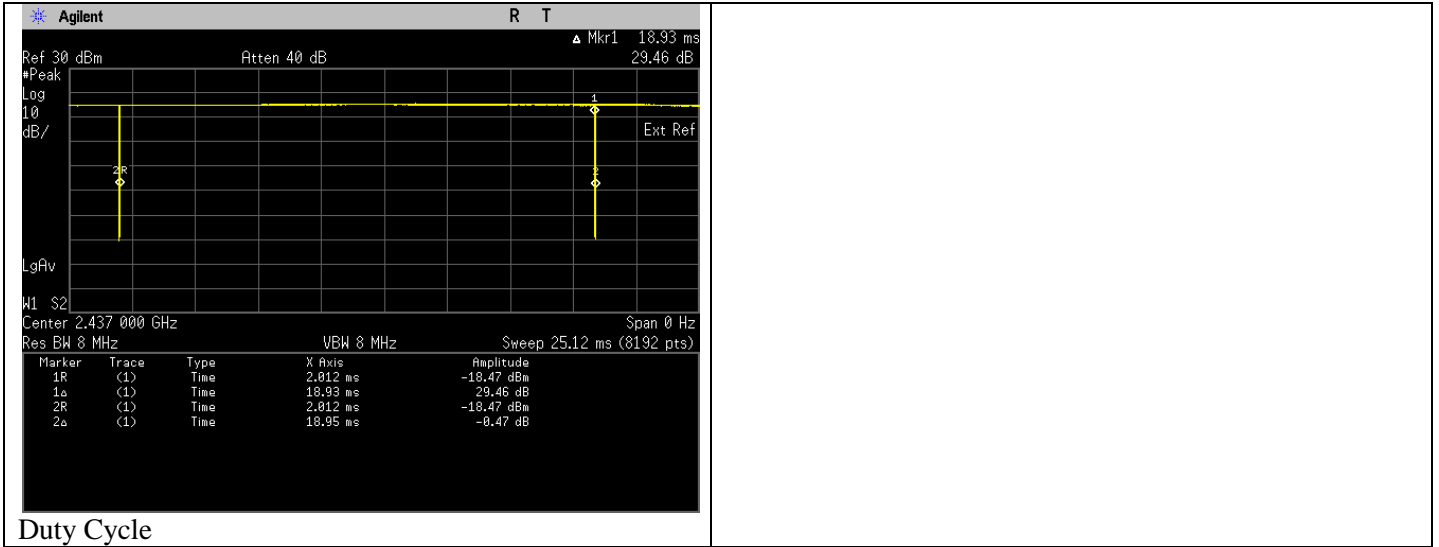 Agilent R T
Δ Mkr1 18.93 ms
Ref 30 dBm Atten 40 dB 29.46 dB
#Peak
Log
10
dB/
1
Ext Ref
2R
2
LgAv
W1 S2
Center 2.437 000 GHz Span 0 Hz
Res BW 8 MHz VBW 8 MHz Sweep 25.12 ms (8192 pts)
Marker Trace Type X Axis Amplitude
1R (1) Time 2.012 ms -18.47 dBm
1Δ (1) Time 18.93 ms 29.46 dB
2R (1) Time 2.012 ms -18.47 dBm
2Δ (1) Time 18.95 ms -0.47 dB
Duty Cycle